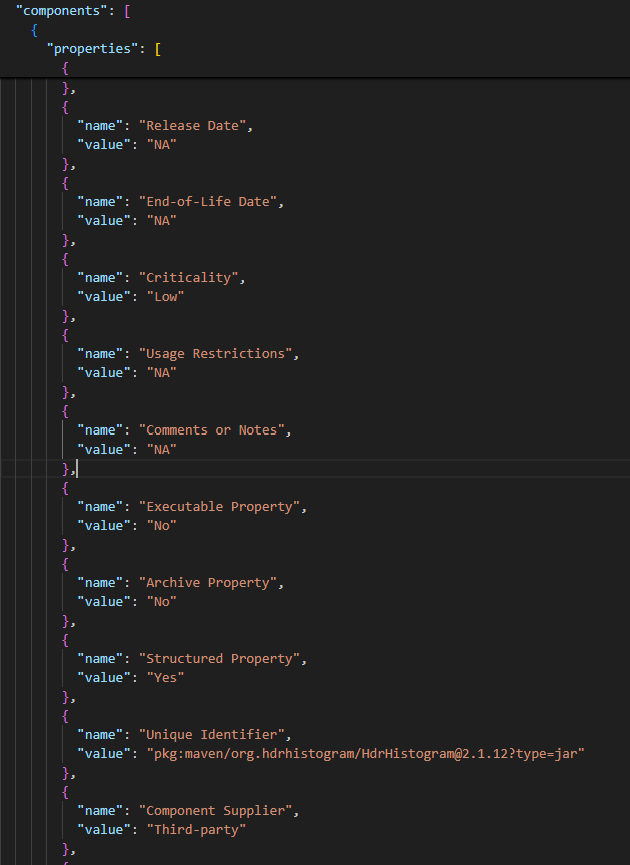 "components": [
{
"properties": [
{
},
{
"name": "Release Date",
"value": "NA"
},
{
"name": "End-of-Life Date",
"value": "NA"
},
{
"name": "Criticality",
"value": "Low"
},
{
"name": "Usage Restrictions",
"value": "NA"
},
{
"name": "Comments or Notes",
"value": "NA"
},
{
"name": "Executable Property",
"value": "No"
},
{
"name": "Archive Property",
"value": "No"
},
{
"name": "Structured Property",
"value": "Yes"
},
{
"name": "Unique Identifier",
"value": "pkg:maven/org.hdrhistogram/HdrHistogram@2.1.12?type=jar"
},
{
"name": "Component Supplier",
"value": "Third-party"
},